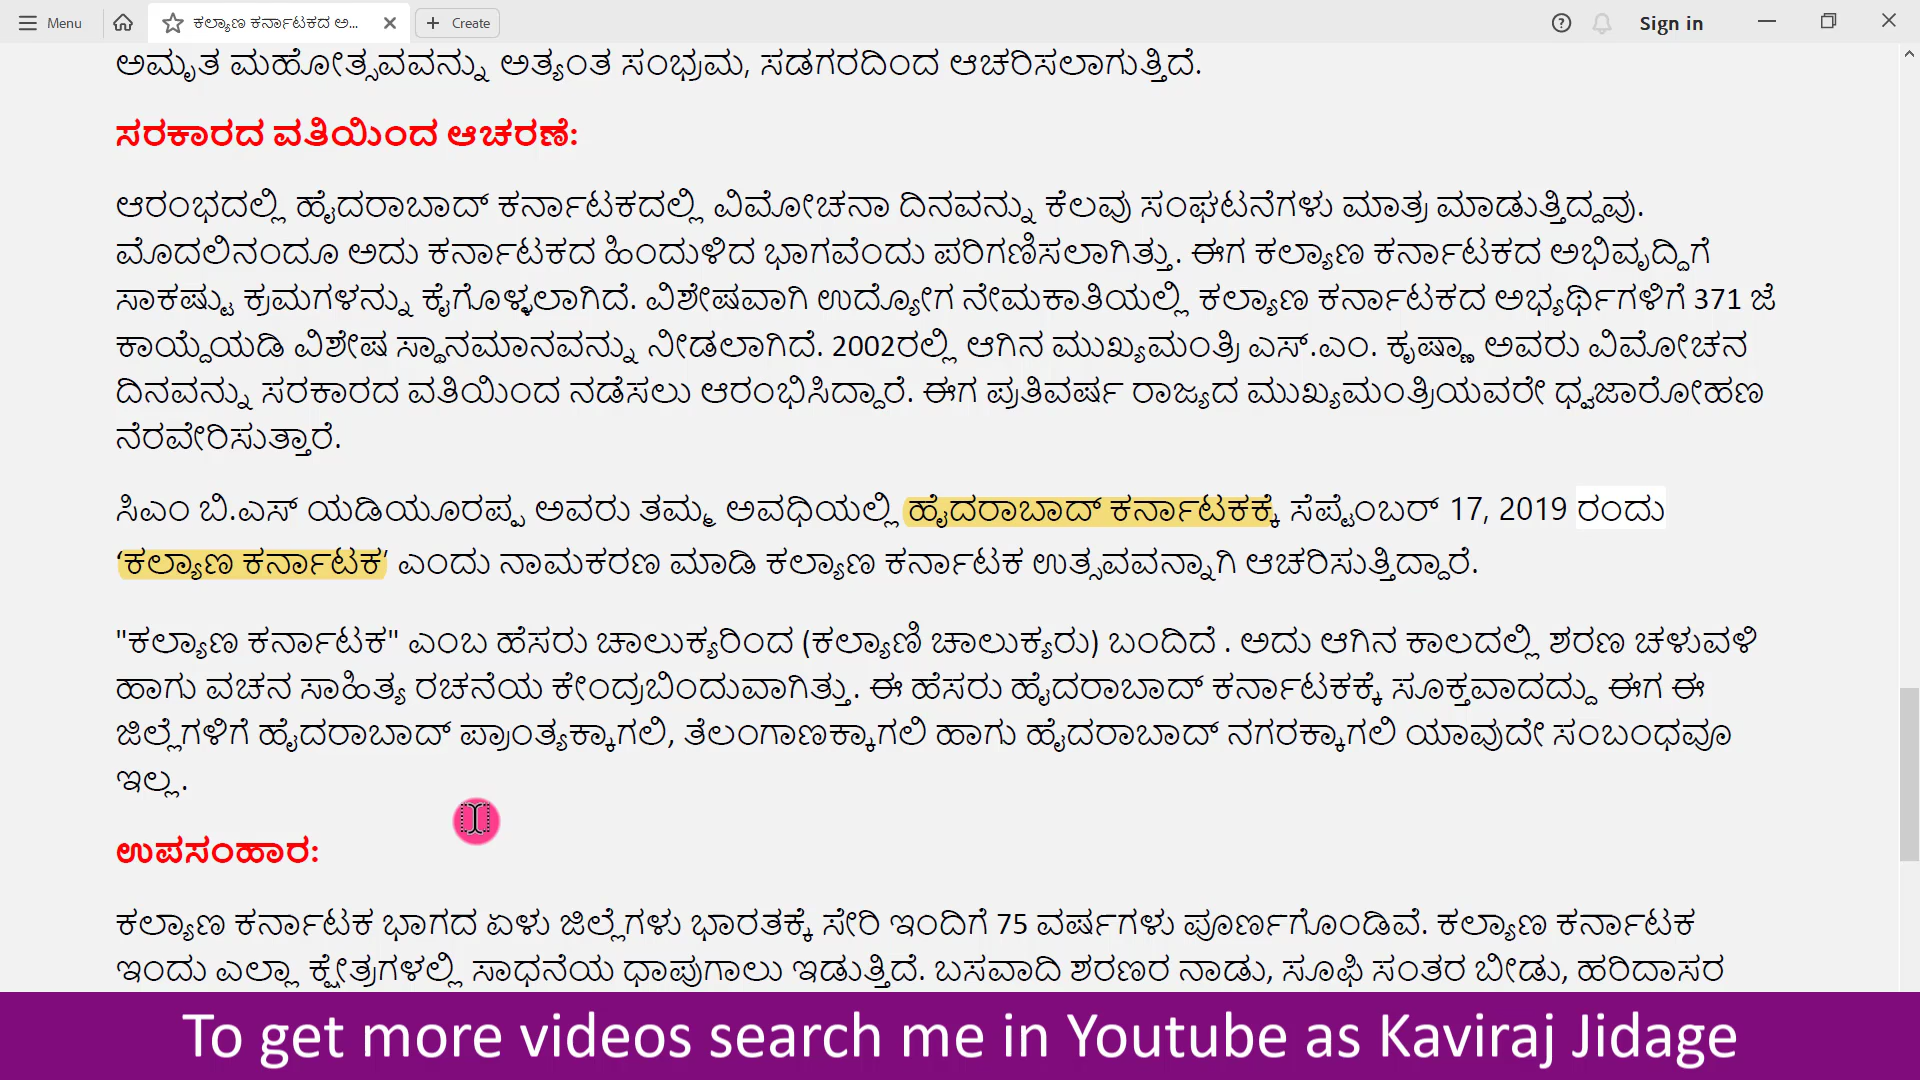 Menu
ಕಲ್ಯಾಣ ಕರ್ನಾಟಕದ ಅ...
Create
Sign in
ಅಮೃತ ಮಹೋತ್ಸವವನ್ನು ಅತ್ಯಂತ ಸಂಭ್ರಮ, ಸಡಗರದಿಂದ ಆಚರಿಸಲಾಗುತ್ತಿದೆ.
ಸರಕಾರದ ವತಿಯಿಂದ ಆಚರಣೆ:
ಆರಂಭದಲ್ಲಿ ಹೈದರಾಬಾದ್ ಕರ್ನಾಟಕದಲ್ಲಿ ವಿಮೋಚನಾ ದಿನವನ್ನು ಕೆಲವು ಸಂಘಟನೆಗಳು ಮಾತ್ರ ಮಾಡುತ್ತಿದ್ದವು.
ಮೊದಲಿನಂದೂ ಅದು ಕರ್ನಾಟಕದ ಹಿಂದುಳಿದ ಭಾಗವೆಂದು ಪರಿಗಣಿಸಲಾಗಿತ್ತು. ಈಗ ಕಲ್ಯಾಣ ಕರ್ನಾಟಕದ ಅಭಿವೃದ್ಧಿಗೆ
ಸಾಕಷ್ಟು ಕ್ರಮಗಳನ್ನು ಕೈಗೊಳ್ಳಲಾಗಿದೆ. ವಿಶೇಷವಾಗಿ ಉದ್ಯೋಗ ನೇಮಕಾತಿಯಲ್ಲಿ ಕಲ್ಯಾಣ ಕರ್ನಾಟಕದ ಅಭ್ಯರ್ಥಿಗಳಿಗೆ 371 ಜೆ
ಕಾಯ್ದೆಯಡಿ ವಿಶೇಷ ಸ್ಥಾನಮಾನವನ್ನು ನೀಡಲಾಗಿದೆ. 2002ರಲ್ಲಿ ಆಗಿನ ಮುಖ್ಯಮಂತ್ರಿ ಎಸ್.ಎಂ. ಕೃಷ್ಣಾ ಅವರು ವಿಮೋಚನ
ದಿನವನ್ನು ಸರಕಾರದ ವತಿಯಿಂದ ನಡೆಸಲು ಆರಂಭಿಸಿದ್ದಾರೆ. ಈಗ ಪ್ರತಿವರ್ಷ ರಾಜ್ಯದ ಮುಖ್ಯಮಂತ್ರಿಯವರೇ ಧ್ವಜಾರೋಹಣ
ನೆರವೇರಿಸುತ್ತಾರೆ.
ಸಿಎಂ ಬಿ.ಎಸ್ ಯಡಿಯೂರಪ್ಪ ಅವರು ತಮ್ಮ ಅವಧಿಯಲ್ಲಿ ಹೈದರಾಬಾದ್ ಕರ್ನಾಟಕಕ್ಕೆ ಸೆಪ್ಟೆಂಬರ್ 17, 2019 ರಂದು
‘ಕಲ್ಯಾಣ ಕರ್ನಾಟಕ’ ಎಂದು ನಾಮಕರಣ ಮಾಡಿ ಕಲ್ಯಾಣ ಕರ್ನಾಟಕ ಉತ್ಸವವನ್ನಾಗಿ ಆಚರಿಸುತ್ತಿದ್ದಾರೆ.
"ಕಲ್ಯಾಣ ಕರ್ನಾಟಕ" ಎಂಬ ಹೆಸರು ಚಾಲುಕ್ಯರಿಂದ (ಕಲ್ಯಾಣಿ ಚಾಲುಕ್ಯರು) ಬಂದಿದೆ . ಅದು ಆಗಿನ ಕಾಲದಲ್ಲಿ ಶರಣ ಚಳುವಳಿ
ಹಾಗು ವಚನ ಸಾಹಿತ್ಯ ರಚನೆಯ ಕೇಂದ್ರಬಿಂದುವಾಗಿತ್ತು. ಈ ಹೆಸರು ಹೈದರಾಬಾದ್ ಕರ್ನಾಟಕಕ್ಕೆ ಸೂಕ್ತವಾದದ್ದು ಈಗ ಈ
ಜಿಲ್ಲೆಗಳಿಗೆ ಹೈದರಾಬಾದ್ ಪ್ರಾಂತ್ಯಕ್ಕಾಗಲಿ, ತೆಲಂಗಾಣಕ್ಕಾಗಲಿ ಹಾಗು ಹೈದರಾಬಾದ್ ನಗರಕ್ಕಾಗಲಿ ಯಾವುದೇ ಸಂಬಂಧವೂ
ಇಲ್ಲ.
ಉಪಸಂಹಾರ:
ಕಲ್ಯಾಣ ಕರ್ನಾಟಕ ಭಾಗದ ಏಳು ಜಿಲ್ಲೆಗಳು ಭಾರತಕ್ಕೆ ಸೇರಿ ಇಂದಿಗೆ 75 ವರ್ಷಗಳು ಪೂರ್ಣಗೊಂಡಿವೆ. ಕಲ್ಯಾಣ ಕರ್ನಾಟಕ
ಇಂದು ಎಲ್ಲಾ ಕ್ಷೇತ್ರಗಳಲ್ಲಿ ಸಾಧನೆಯ ಧಾಪುಗಾಲು ಇಡುತ್ತಿದೆ. ಬಸವಾದಿ ಶರಣರ ನಾಡು, ಸೂಫಿ ಸಂತರ ಬೀಡು, ಹರಿದಾಸರ
To get more videos search me in Youtube as Kaviraj Jidage